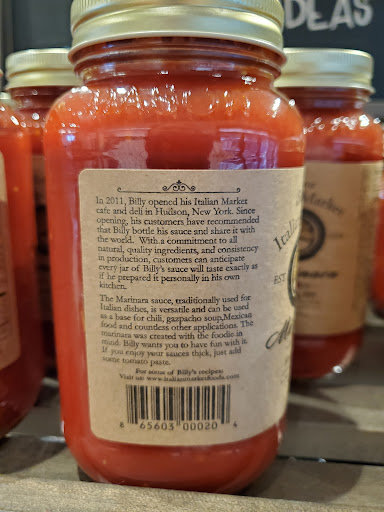 DEAS
In 2011, Billy opened his Italian Market
cafe and deli in Hudson, New York. Since
opening, his customers have recommended
that Billy bottle his sauce and share it with
the world. With a commitment to all
natural, quality ingredients, and consistency
in production, customers can anticipate
every jar of Billy's sauce will taste exactly as
if he prepared it personally in his own
kitchen.
The Marinara sauce, traditionally used for
Italian dishes, is versatile and can be used
as a base for chili, gazpacho soup,Mexican
food and countless other applications. The
marinara was created with the foodie in
mind. Billy wants you to have fun with it.
If you enjoy your sauces thick, just add
some tomato paste.
For some of Billy's recipes:
Visit us: www.italianmarketfoods.com
8 65603 00020 4
Itali
EST
M
Market